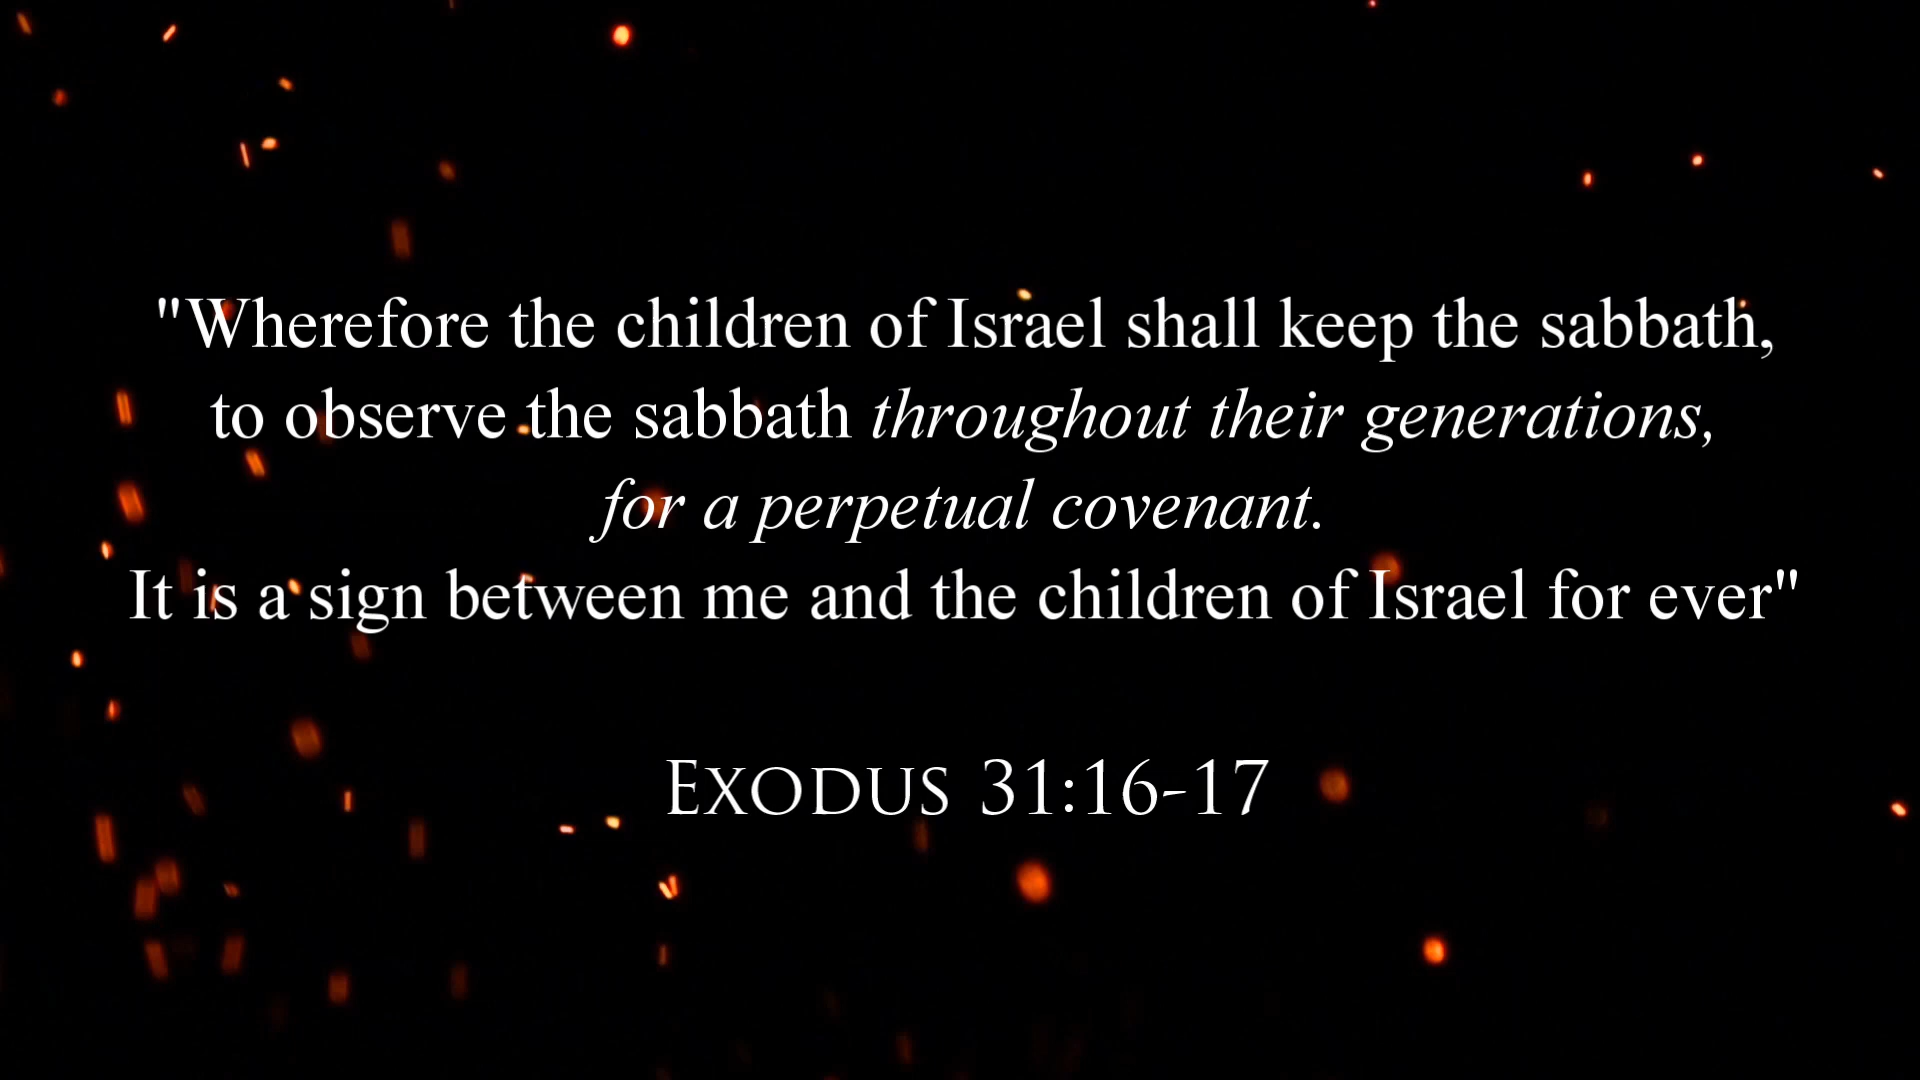 "Wherefore the children of Israel shall keep the sabbath,
to observe the sabbath throughout their generations,
for a perpetual covenant.
It is a sign between me and the children of Israel for ever"
Exodus 31:16-17